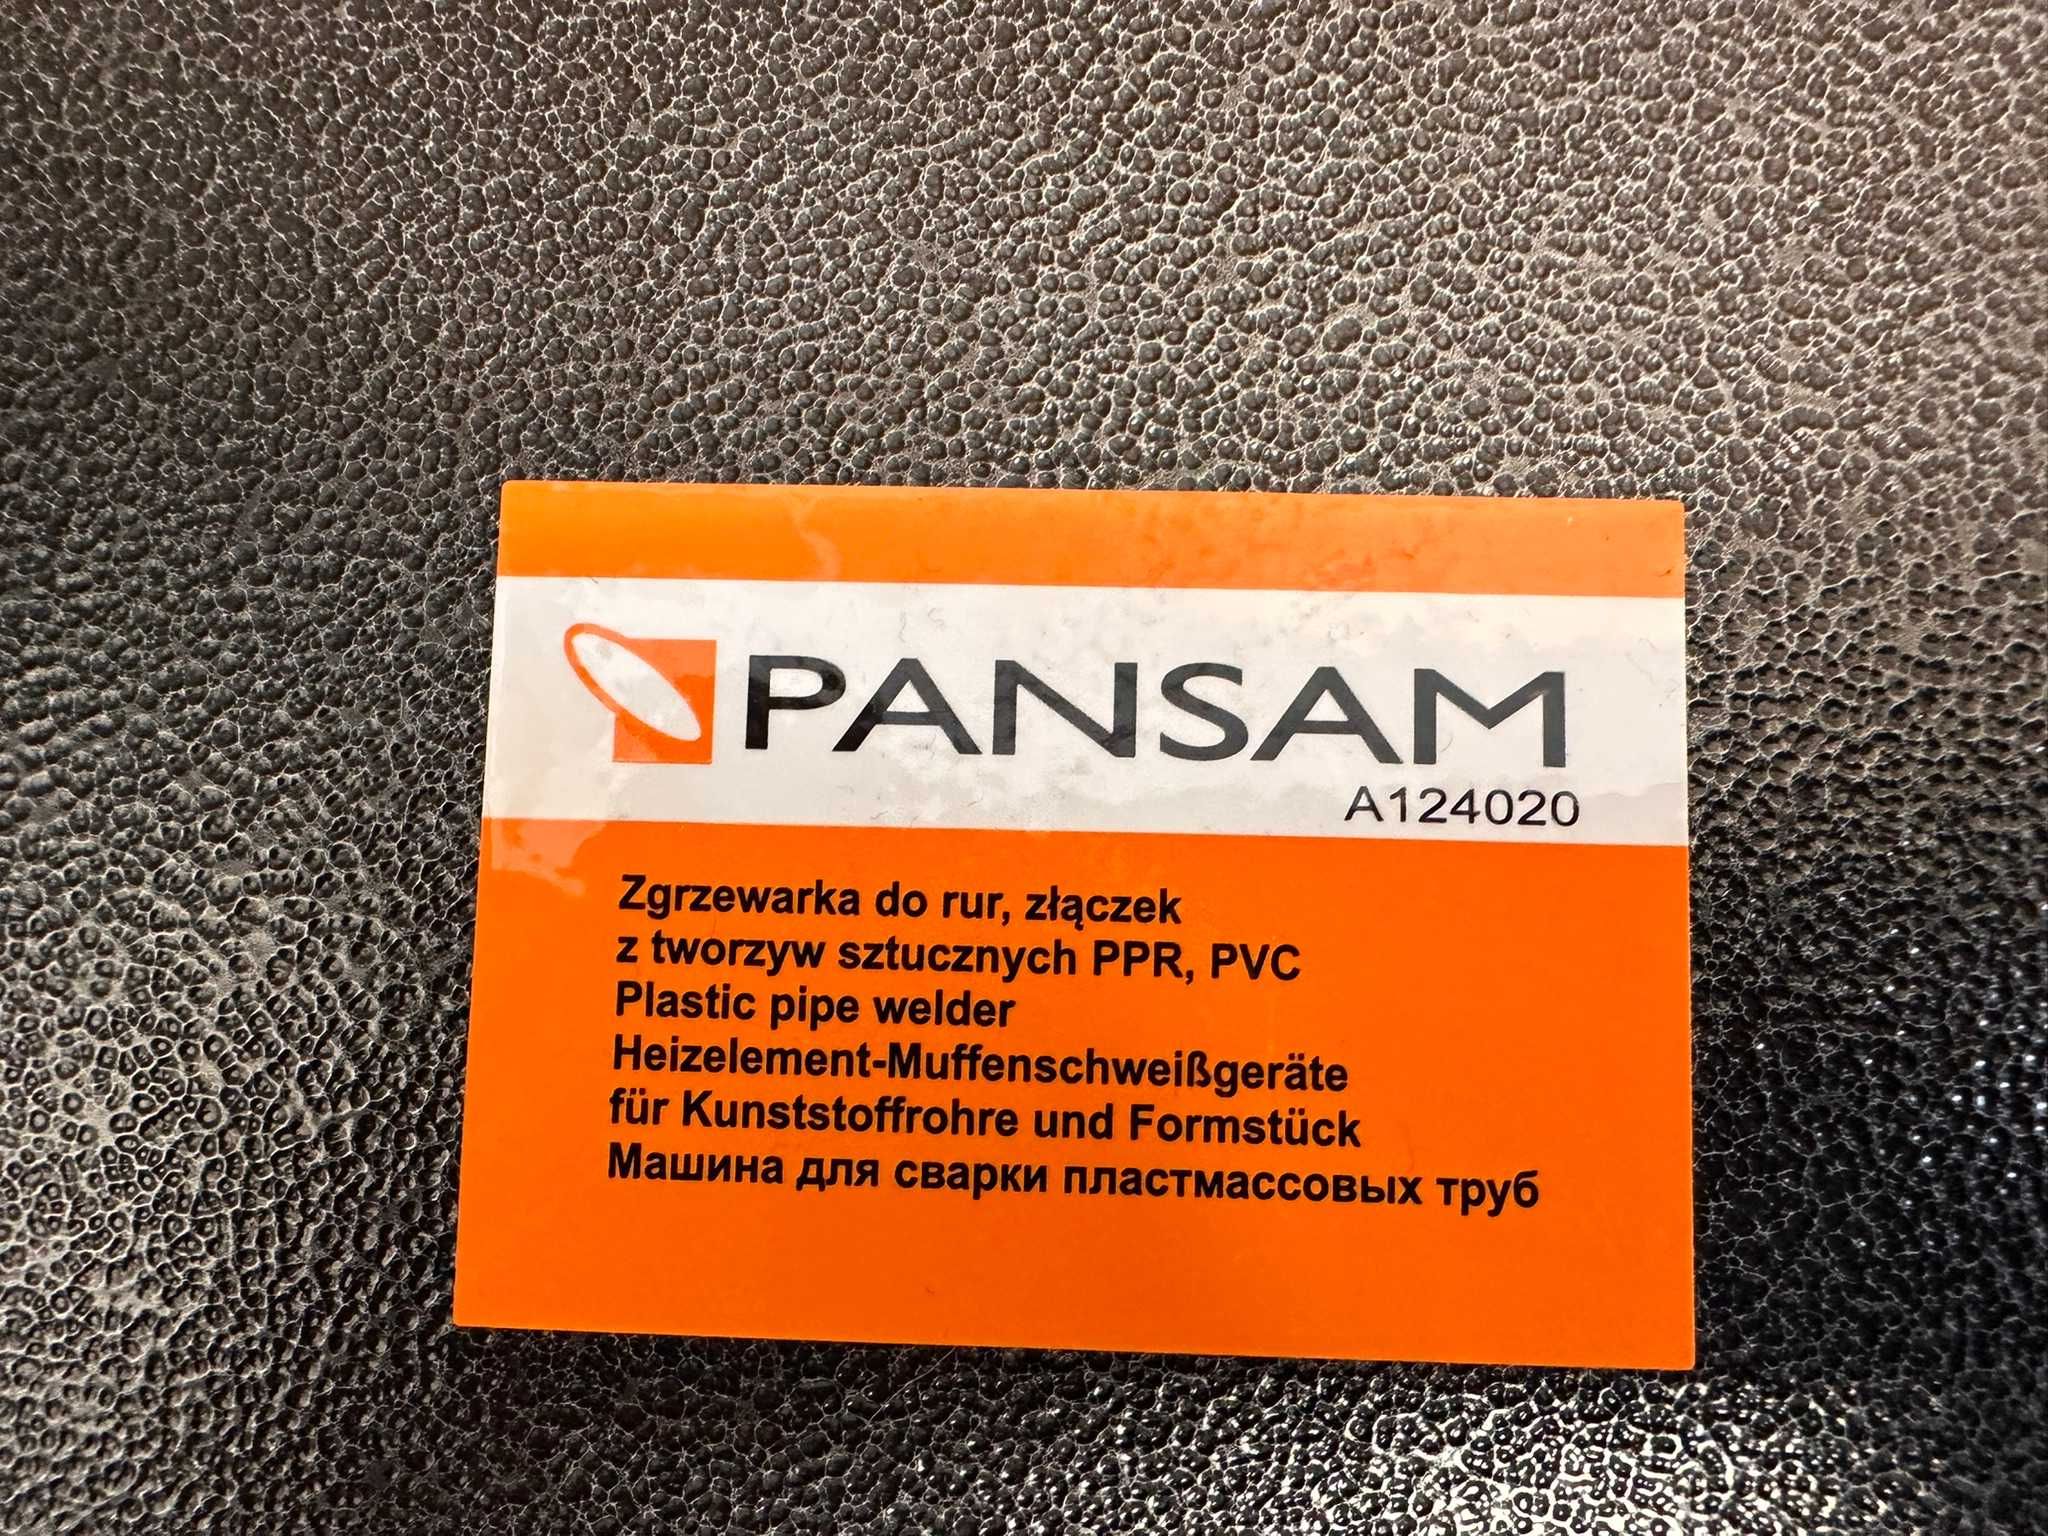 PANSAM
A124020
Zgrzewarka do rur, złączek
z tworzyw sztucznych PPR, PVC
Plastic pipe welder
Heizelement-Muffenschweißgeräte
für Kunststoffrohre und Formstück
Машина для сварки пластмассовых труб